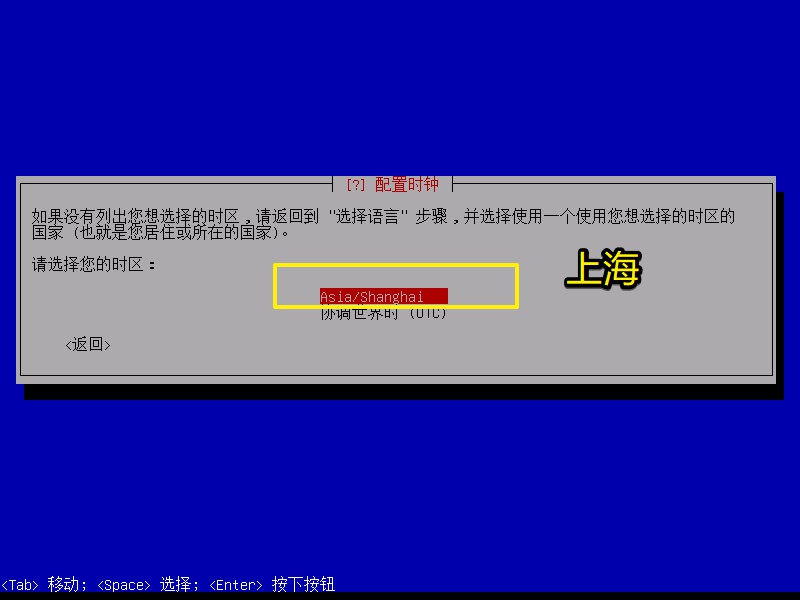 [?] 配置时钟
如果没有列出您想选择的时区,请返回到 "选择语言" 步骤,并选择使用一个使用您想选择的时区的
国家 (也就是您居住或所在的国家)。
请选择您的时区:
上海
Asia/Shanghai
协调世界时 (UTC)
<返回>
<Tab> 移动; <Space> 选择; <Enter> 按下按钮